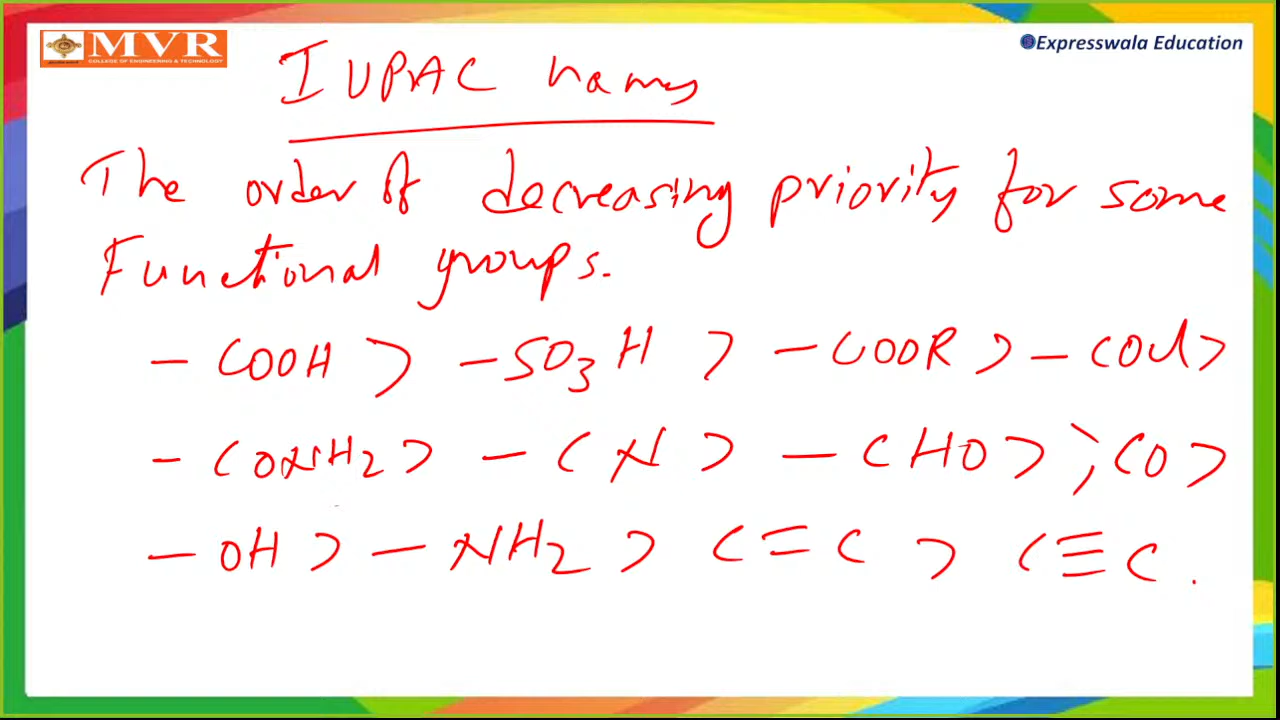 MVR
COLLEGE OF ENGINEERING & TECHNOLOGY
Expresswala Education
IUPAC names
The order of decreasing priority for some
Functional groups.
- COOH > - SO3H > - COOR > - COCl >
- CONH2 > - CN > - CHO > >CO >
- OH > - NH2 > C=C > C≡C.